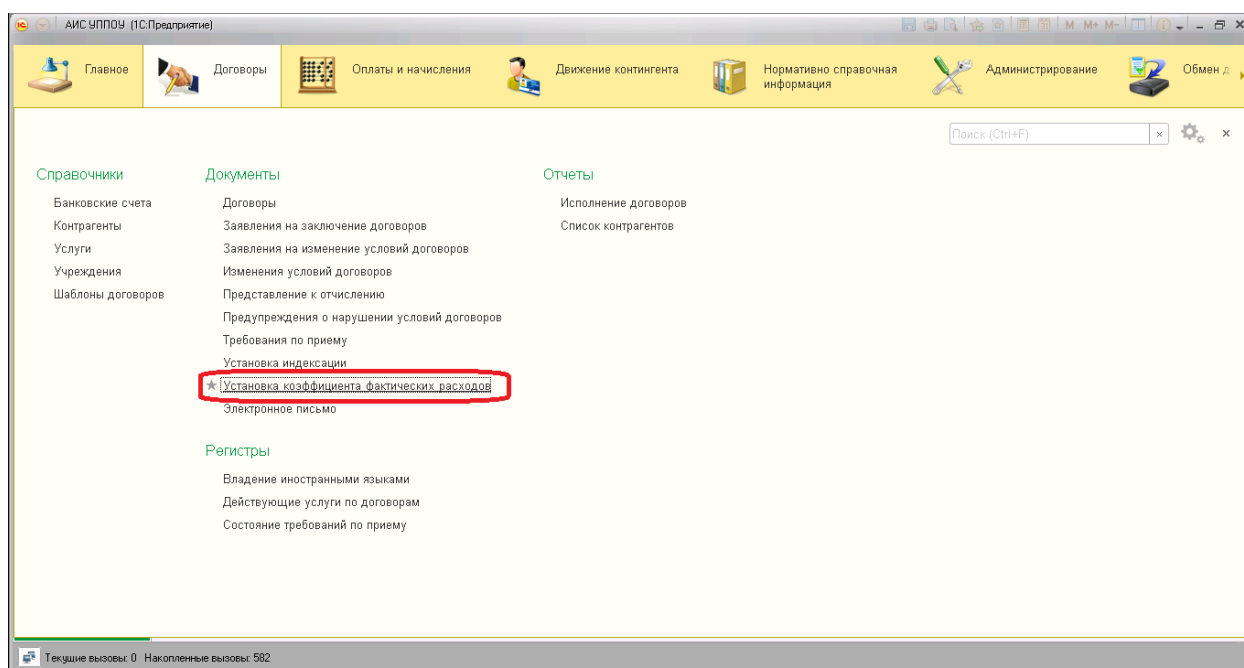 АИС УППОУ (1С:Предприятие)
M M+ M-
Главное
Договоры
Оплаты и начисления
Движение контингента
Нормативно справочная
информация
Администрирование
Обмен д
Поиск (Ctrl+F)
Справочники
Банковские счета
Контрагенты
Услуги
Учреждения
Шаблоны договоров
Документы
Договоры
Заявления на заключение договоров
Заявления на изменение условий договоров
Изменения условий договоров
Представление к отчислению
Предупреждения о нарушении условий договоров
Требования по приему
Установка индексации
Установка коэффициента фактических расходов
Электронное письмо
Регистры
Владение иностранными языками
Действующие услуги по договорам
Состояние требований по приему
Отчеты
Исполнение договоров
Список контрагентов
Текущие вызовы: 0 Накопленные вызовы: 582